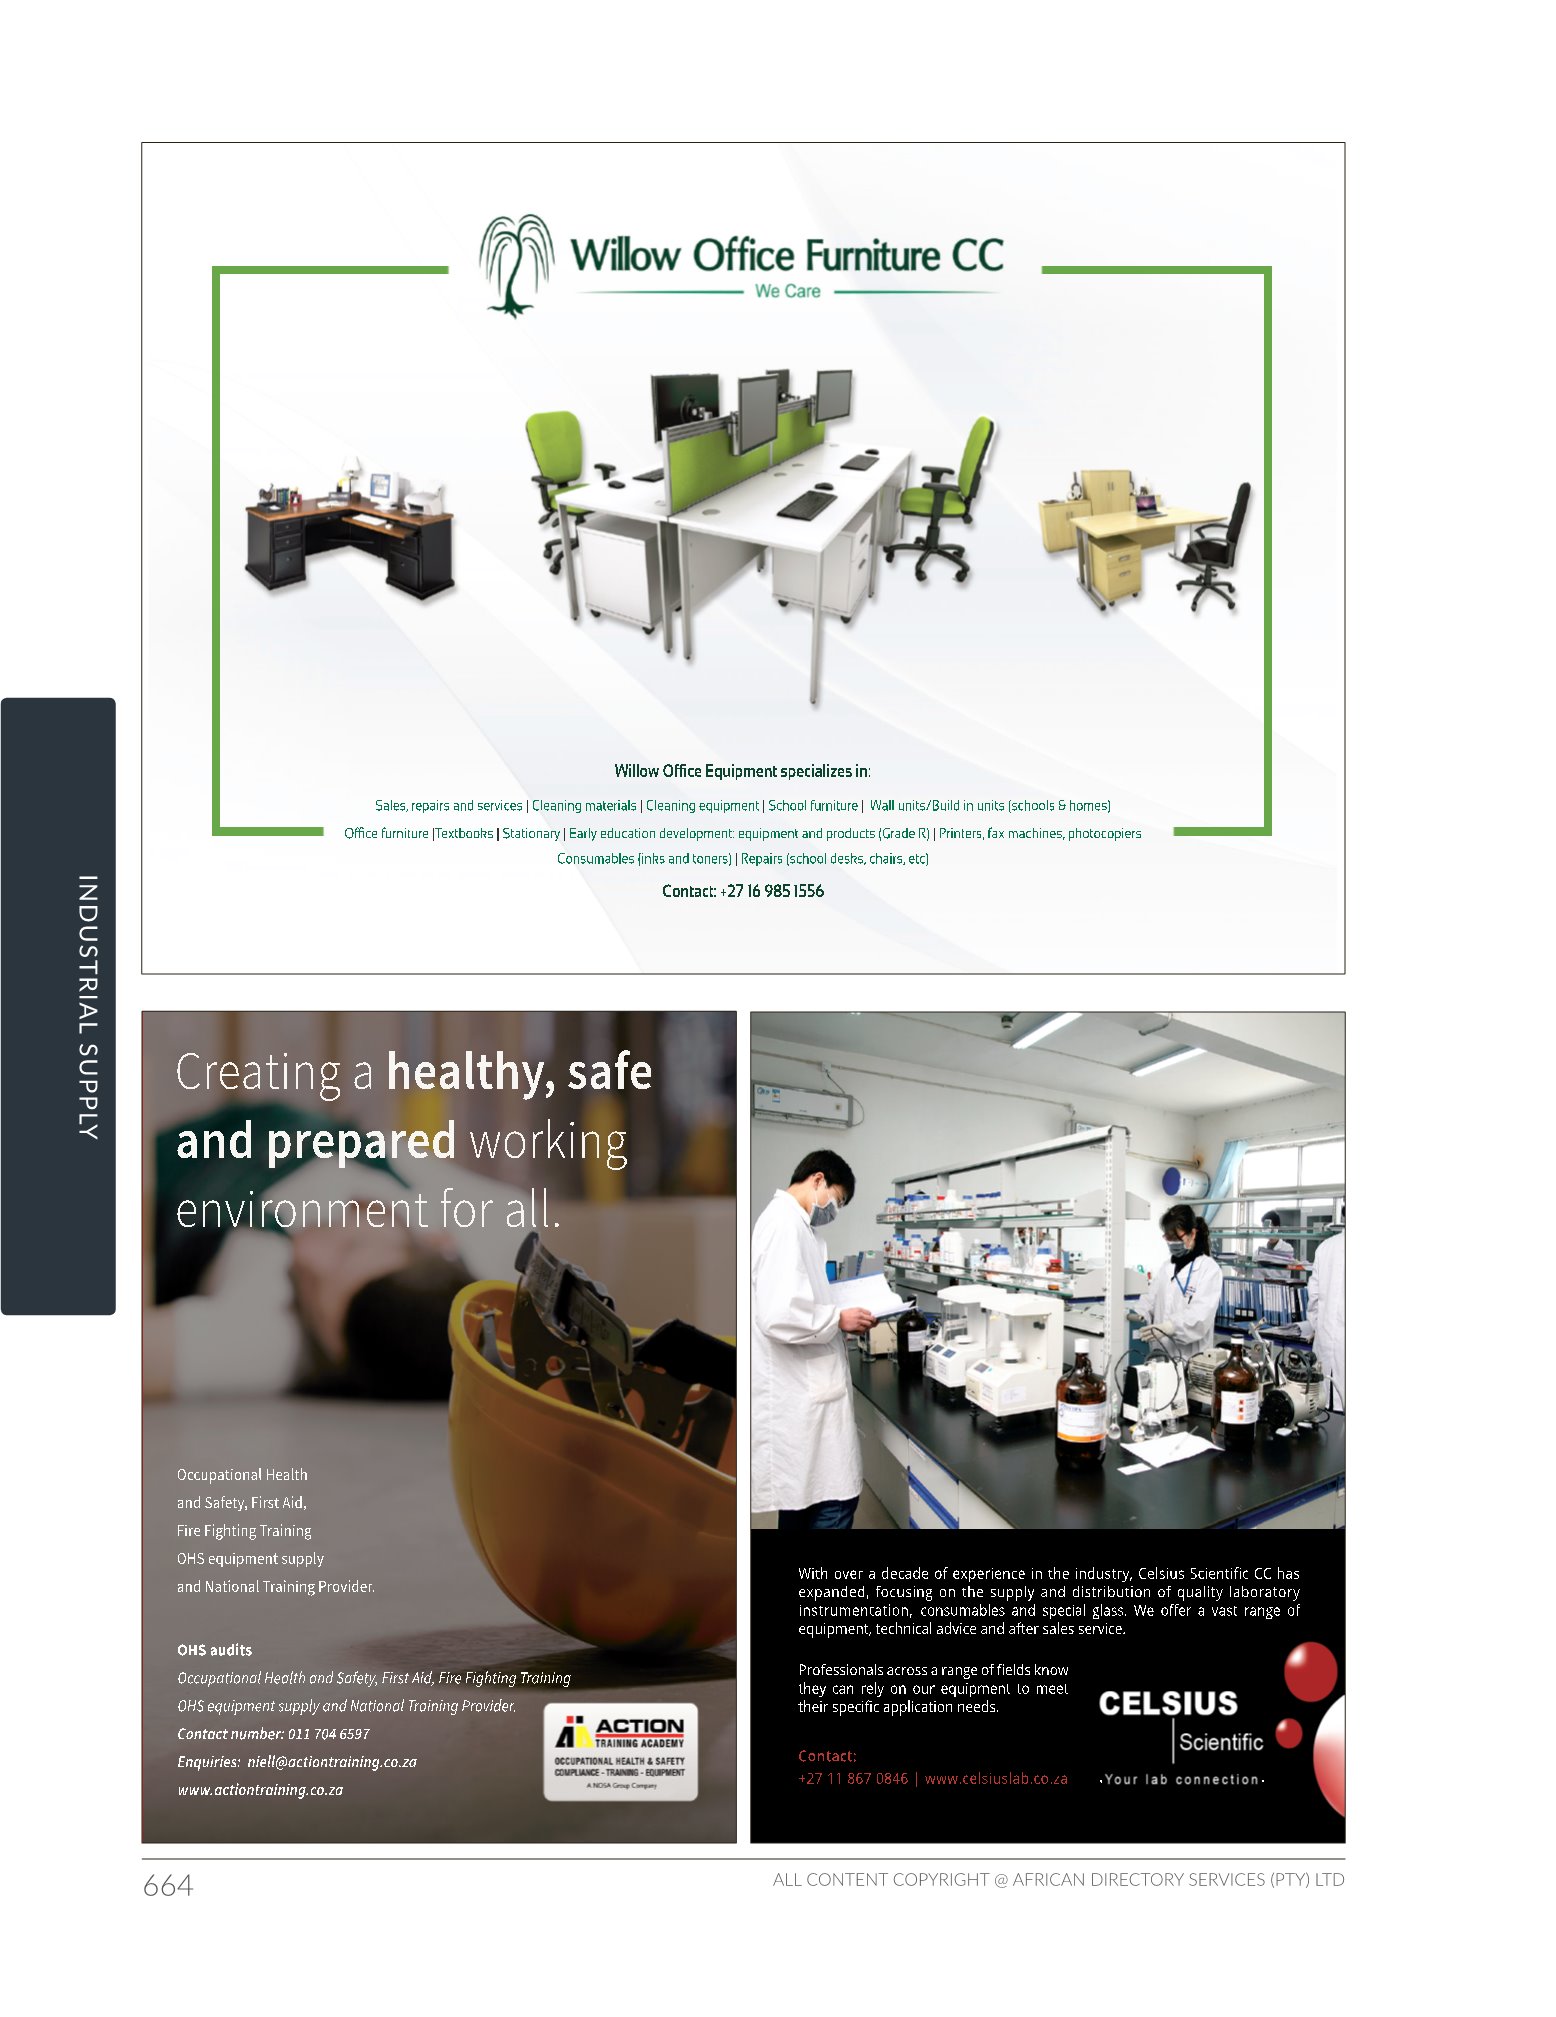 Willow Office Furniture CC
We Care
Willow Office Equipment specializes in:
Sales, repairs and services | Cleaning materials | Cleaning equipment | School furniture | Wall units/Build in units (schools & homes)
Office furniture |Textbooks | Stationary | Early education development: equipment and products (Grade R) | Printers, fax machines, photocopiers
Consumables (inks and toners) | Repairs (school desks, chairs, etc)
Contact: +27 16 985 1556
INDUSTRIAL SUPPLY
Creating a healthy, safe
and prepared working
environment for all.
Occupational Health
and Safety, First Aid,
Fire Fighting Training
OHS equipment supply
and National Training Provider.
OHS audits
Occupational Health and Safety, First Aid, Fire Fighting Training
OHS equipment supply and National Training Provider.
Contact number: 011 704 6597
Enquiries: niell@actiontraining.co.za
www.actiontraining.co.za
ACTION
TRAINING ACADEMY
OCCUPATIONAL HEALTH & SAFETY
COMPLIANCE - TRAINING - EQUIPMENT
A NOSA Group Company
With over a decade of experience in the industry, Celsius Scientific CC has
expanded, focusing on the supply and distribution of quality laboratory
instrumentation, consumables and special glass. We offer a vast range of
equipment, technical advice and after sales service.
Professionals across a range of fields know
they can rely on our equipment to meet
their specific application needs.
Contact:
+27 11 867 0846 | www.celsiuslab.co.za
CELSIUS
Scientific
.Your lab connection.
664
ALL CONTENT COPYRIGHT @ AFRICAN DIRECTORY SERVICES (PTY) LTD